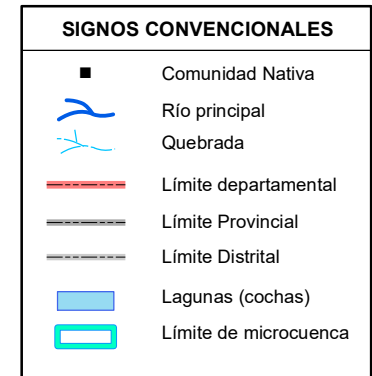 SIGNOS CONVENCIONALES
Comunidad Nativa
Río principal
Quebrada
Límite departamental
Límite Provincial
Límite Distrital
Lagunas (cochas)
Límite de microcuenca